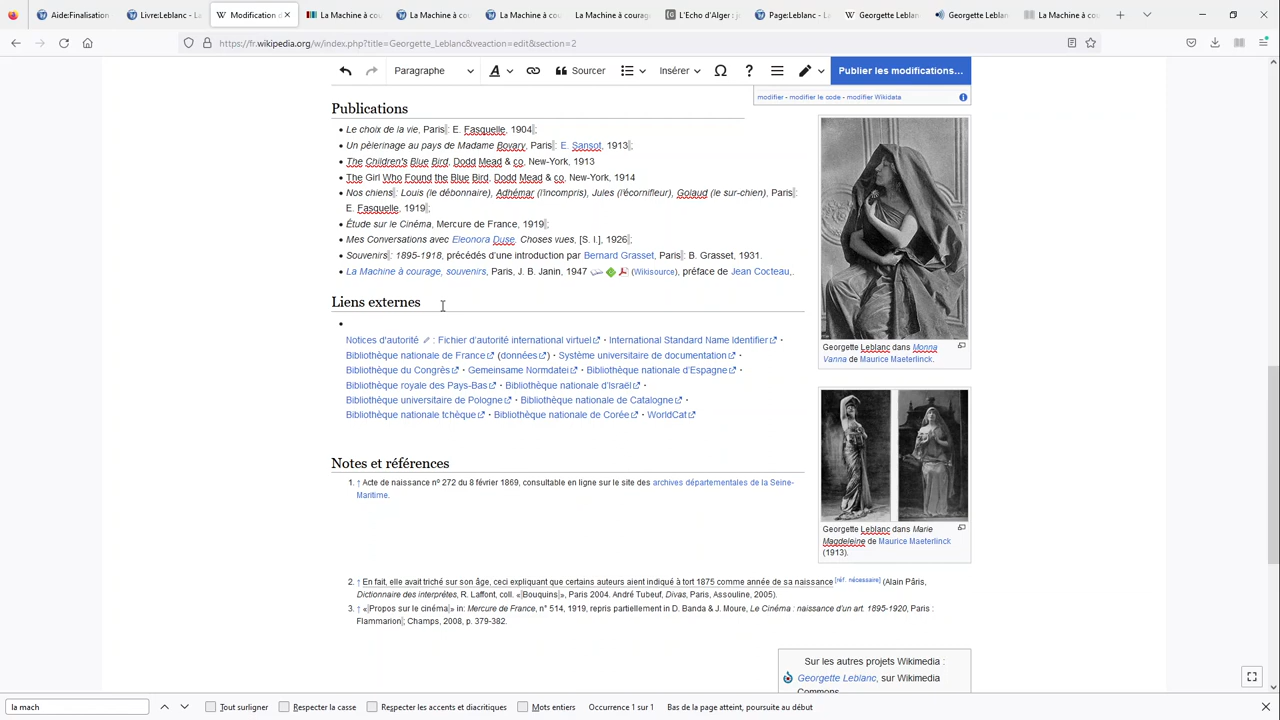 Aide:Finalisation
Livre:Leblanc - La
Modification d
La Machine à
La Machine à cou
La Machine à cou
La Machine à courag
L'Echo d'Alger : jo
Page:Leblanc - La
Georgette Leblanc
Georgette Leblan
La Machine à co
https://fr.wikipedia.org/w/index.php?title=Georgette_Leblanc&veaction=edit&section=2
Paragraphe A Sourcer Insérer Ω ? Publier les modifications…
modifier - modifier le code - modifier Wikidata
Publications
• Le choix de la vie, Paris : E. Fasquelle, 1904 ;
• Un pèlerinage au pays de Madame Bovary, Paris : E. Sansot, 1913 ;
• The Children's Blue Bird, Dodd Mead & co, New-York, 1913
• The Girl Who Found the Blue Bird, Dodd Mead & co, New-York, 1914
• Nos chiens : Louis (le débonnaire), Adhémar (l'incompris), Jules (l'écornifleur), Golaud (le sur-chien), Paris :
E. Fasquelle, 1919 ;
• Étude sur le Cinéma, Mercure de France, 1919 ;
• Mes Conversations avec Eleonora Duse. Choses vues, [S. l.], 1926 ;
• Souvenirs : 1895-1918, précédés d'une introduction par Bernard Grasset, Paris : B. Grasset, 1931.
• La Machine à courage, souvenirs, Paris, J. B. Janin, 1947 (Wikisource), préface de Jean Cocteau,.
Georgette Leblanc dans Monna
Vanna de Maurice Maeterlinck.
Liens externes
•
Notices d'autorité : Fichier d'autorité international virtuel • International Standard Name Identifier •
Bibliothèque nationale de France (données) • Système universitaire de documentation •
Bibliothèque du Congrès • Gemeinsame Normdatei • Bibliothèque nationale d'Espagne •
Bibliothèque royale des Pays-Bas • Bibliothèque nationale d'Israël •
Bibliothèque universitaire de Pologne • Bibliothèque nationale de Catalogne •
Bibliothèque nationale tchèque • Bibliothèque nationale de Corée • WorldCat
Georgette Leblanc dans Marie
Magdeleine de Maurice Maeterlinck
(1913).
Notes et références
1. ↑ Acte de naissance nº 272 du 8 février 1869, consultable en ligne sur le site des archives départementales de la Seine-
Maritime.
2. ↑ En fait, elle avait triché sur son âge, ceci expliquant que certains auteurs aient indiqué à tort 1875 comme année de sa naissance [réf. nécessaire] (Alain Pâris,
Dictionnaire des interprètes, R. Laffont, coll. « Bouquins », Paris 2004. André Tubeuf, Divas, Paris, Assouline, 2005).
3. ↑ « Propos sur le cinéma » in: Mercure de France, n° 514, 1919, repris partiellement in D. Banda & J. Moure, Le Cinéma : naissance d'un art. 1895-1920, Paris :
Flammarion ; Champs, 2008, p. 379-382.
Sur les autres projets Wikimedia :
Georgette Leblanc, sur Wikimedia
Commons
la mach
Tout surligner
Respecter la casse
Respecter les accents et diacritiques
Mots entiers
Occurrence 1 sur 1
Bas de la page atteint, poursuite au début